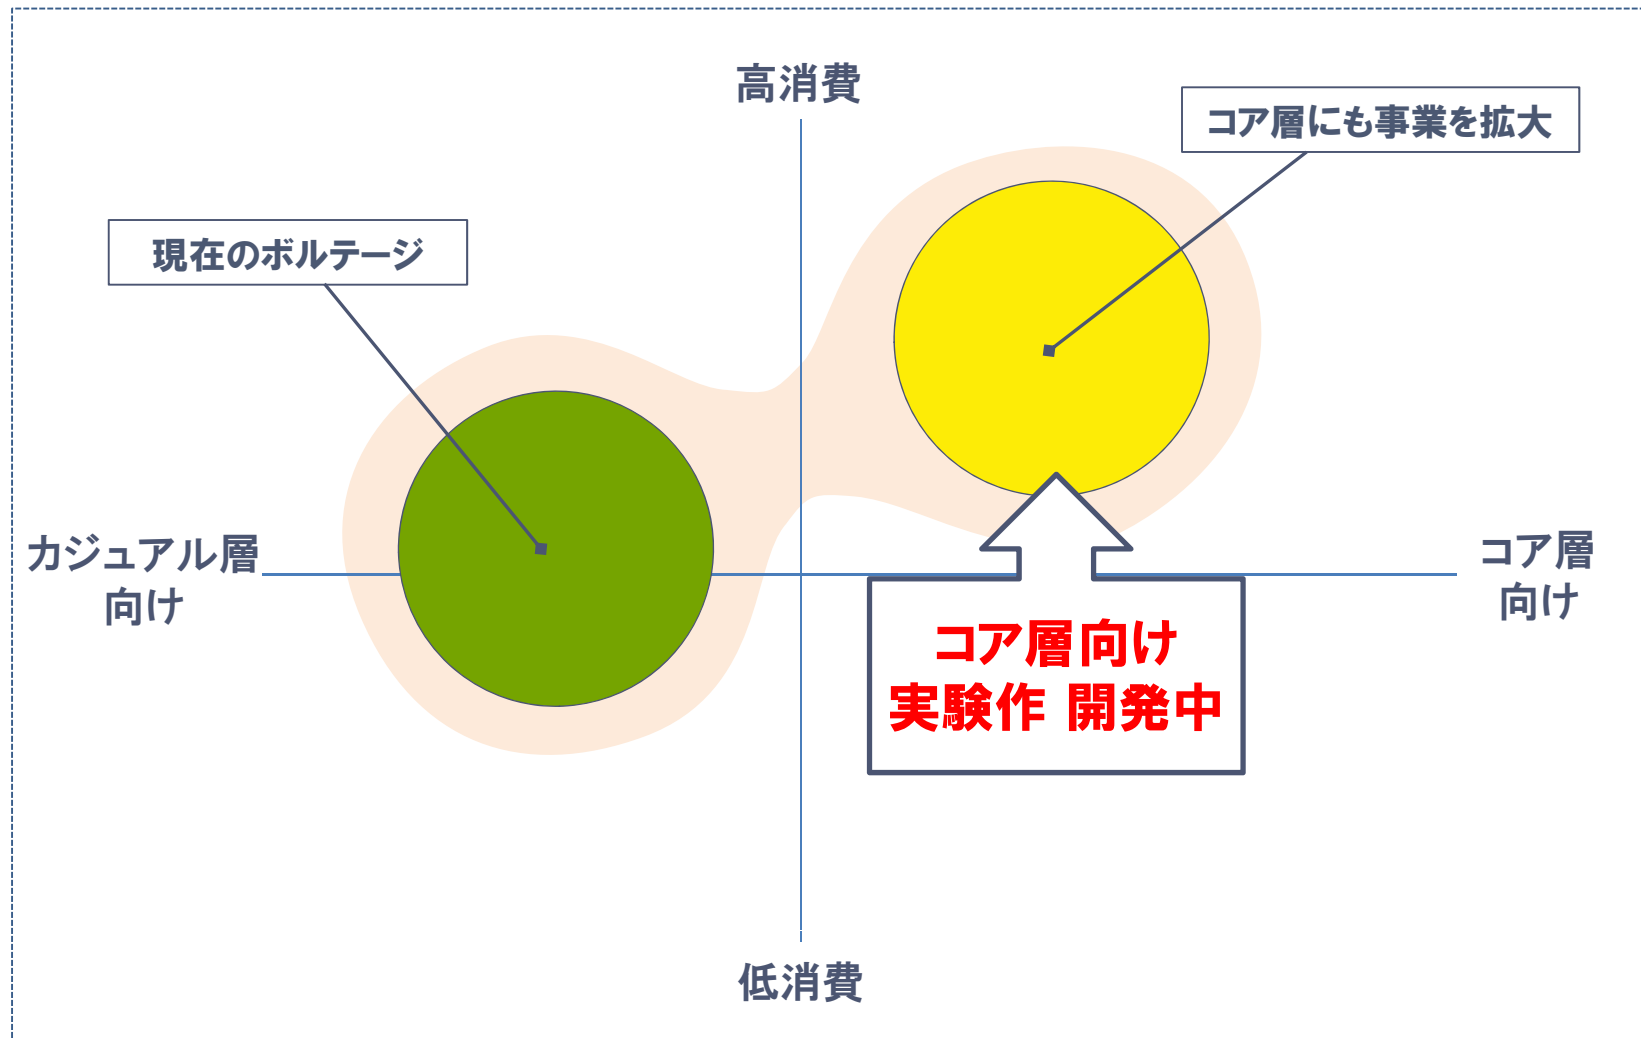 高消費
コア層にも事業を拡大
現在のボルテージ
カジュアル層
向け
コア層
向け
コア層向け
実験作 開発中
低消費